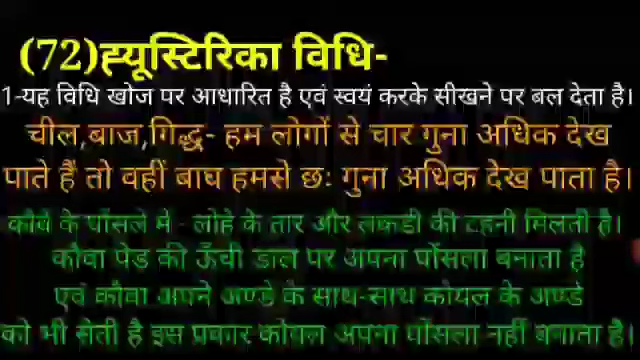 (72)ह्यूस्टिरिका विधि-
1-यह विधि खोज पर आधारित है एवं स्वयं करके सीखने पर बल देता है।
चील,बाज,गिद्ध- हम लोगों से चार गुना अधिक देख
पाते हैं तो वहीं बाघ हमसे छः गुना अधिक देख पाता है।
कौवे के घोंसले में - लोहे के तार और लकडी की टहनी मिलती है।
कौवा पेड की ऊँची डाल पर अपना घोंसला बनाता है
एवं कौवा अपने अण्डे के साथ-साथ कोयल के अण्डे
को भी सेती है इस प्रकार कोयल अपना घोंसला नहीं बनाता है।